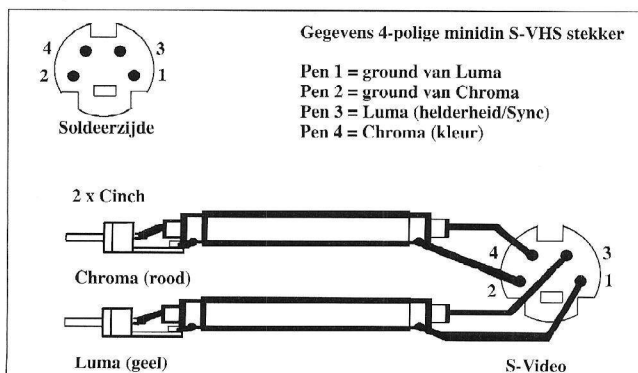 Gegevens 4-polige minidin S-VHS stekker
4 3
2 1
Soldeerzijde
Pen 1 = ground van Luma
Pen 2 = ground van Chroma
Pen 3 = Luma (helderheid/Sync)
Pen 4 = Chroma (kleur)
2 x Cinch
4 3
2 1
Chroma (rood)
Luma (geel)
S-Video